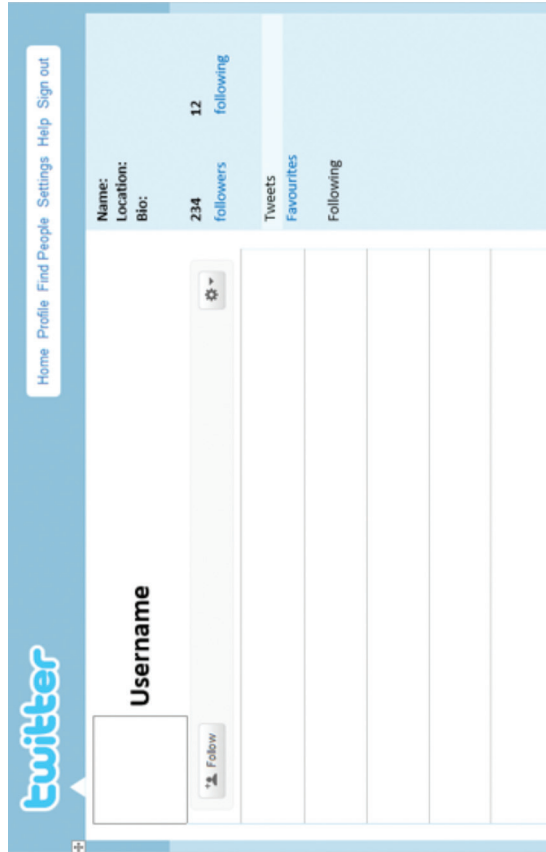 twitter
Home Profile Find People Settings Help Sign out
Username
Follow
Name:
Location:
Bio:
234 12
followers following
Tweets
Favourites
Following